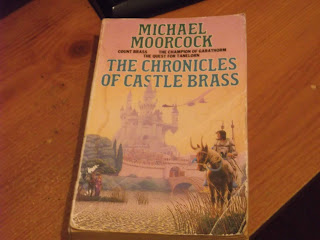 MICHAEL
MOORCOCK
COUNT BRASS THE CHAMPION OF GARATHORM
THE QUEST FOR TANELORN
THE CHRONICLES
OF CASTLE BRASS